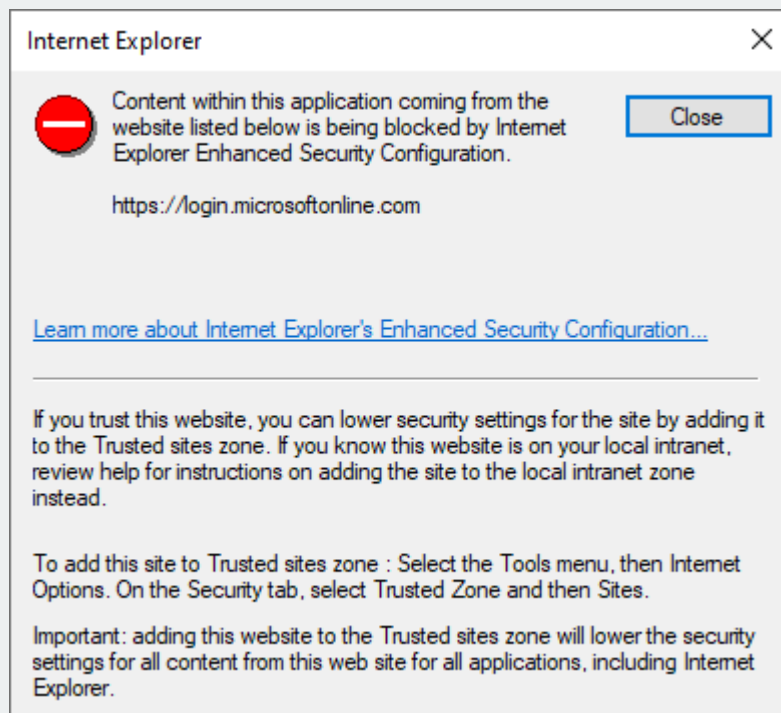 Internet Explorer
Content within this application coming from the
website listed below is being blocked by Internet
Explorer Enhanced Security Configuration.
Close
https://login.microsoftonline.com
Learn more about Internet Explorer's Enhanced Security Configuration...
If you trust this website, you can lower security settings for the site by adding it
to the Trusted sites zone. If you know this website is on your local intranet,
review help for instructions on adding the site to the local intranet zone
instead.
To add this site to Trusted sites zone : Select the Tools menu, then Internet
Options. On the Security tab, select Trusted Zone and then Sites.
Important: adding this website to the Trusted sites zone will lower the security
settings for all content from this web site for all applications, including Internet
Explorer.